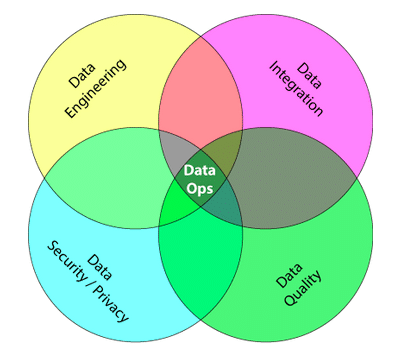 Data
Engineering
Data
Integration
Data
Ops
Data
Security / Privacy
Data
Quality